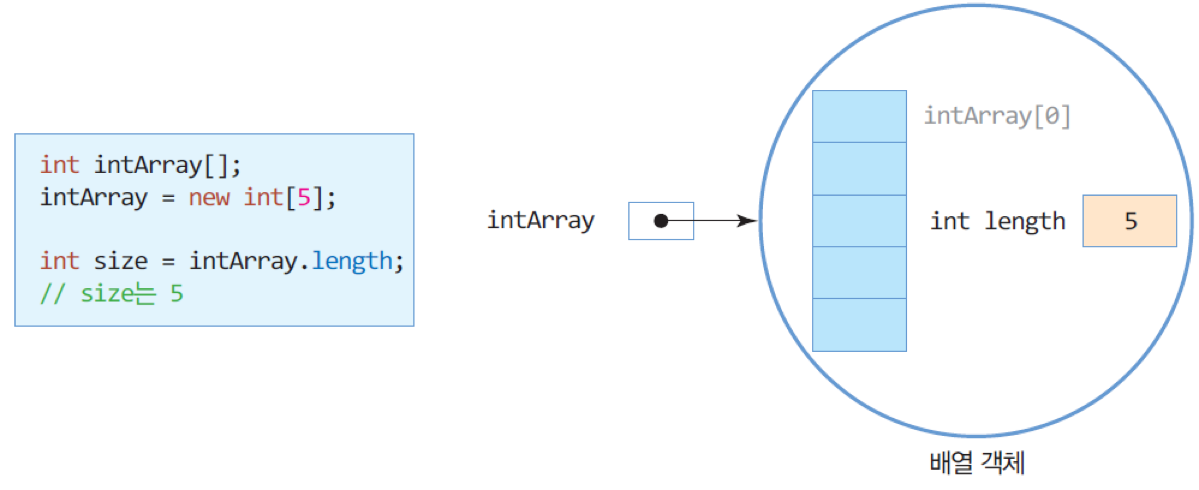 int intArray[];
intArray = new int[5];
int size = intArray.length;
// size는 5
intArray
intArray[0]
int length 5
배열 객체